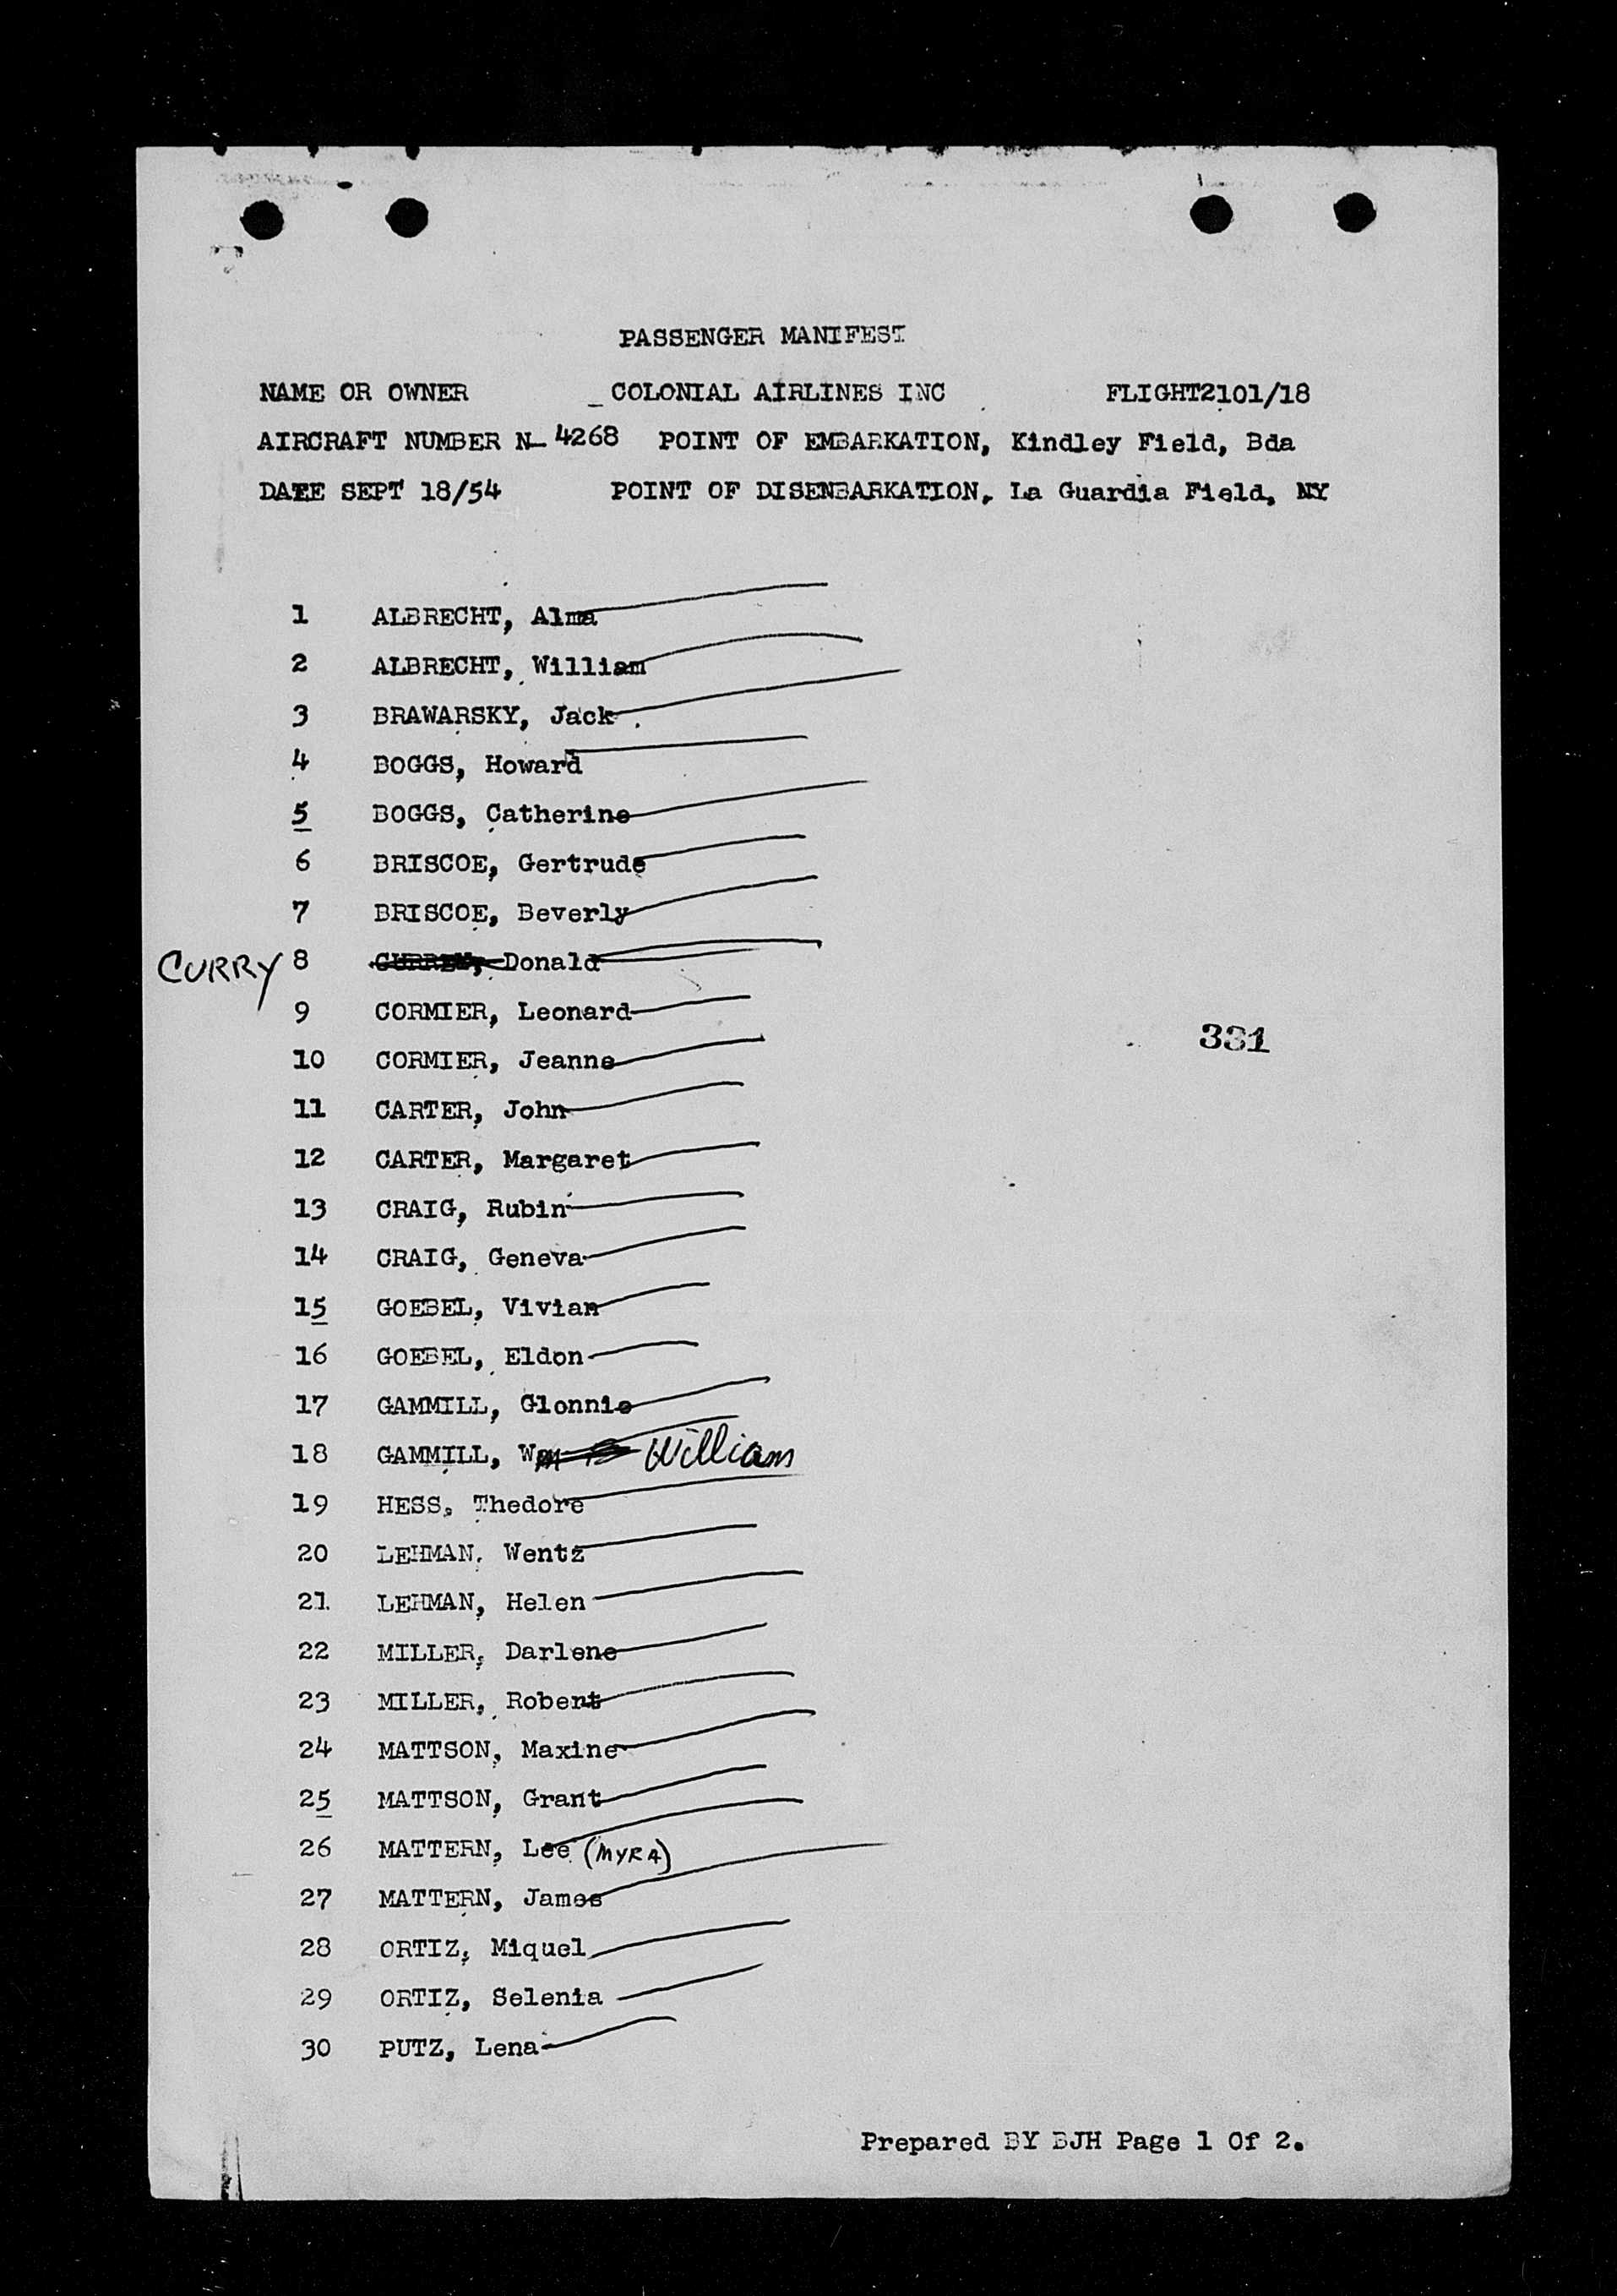 PASSENGER MANIFEST
NAME OR OWNER _ COLONIAL AIRLINES INC FLIGHT2101/18
AIRCRAFT NUMBER N-4268 POINT OF EMBARKATION, Kindley Field, Bda
DATE SEPT 18/54 POINT OF DISENBARKATION, La Guardia Field, NY
1 ALBRECHT, Alma
2 ALBRECHT, William
3 BRAWARSKY, Jack
4 BOGGS, Howard
5 BOGGS, Catherine
6 BRISCOE, Gertrude
7 BRISCOE, Beverly
CURRY 8 Donald
9 CORMIER, Leonard
331
10 CORMIER, Jeanne
11 CARTER, John
12 CARTER, Margaret
13 CRAIG, Rubin
14 CRAIG, Geneva
15 GOEBEL, Vivian
16 GOEBEL, Eldon
17 GAMMILL, Glonnie
18 GAMMILL, William
19 HESS, Thedore
20 LEHMAN, Wentz
21 LEHMAN, Helen
22 MILLER, Darlene
23 MILLER, Robert
24 MATTSON, Maxine
25 MATTSON, Grant
26 MATTERN, Lee (MYRA)
27 MATTERN, James
28 ORTIZ, Miquel
29 ORTIZ, Selenia
30 PUTZ, Lena
Prepared BY BJH Page 1 Of 2.